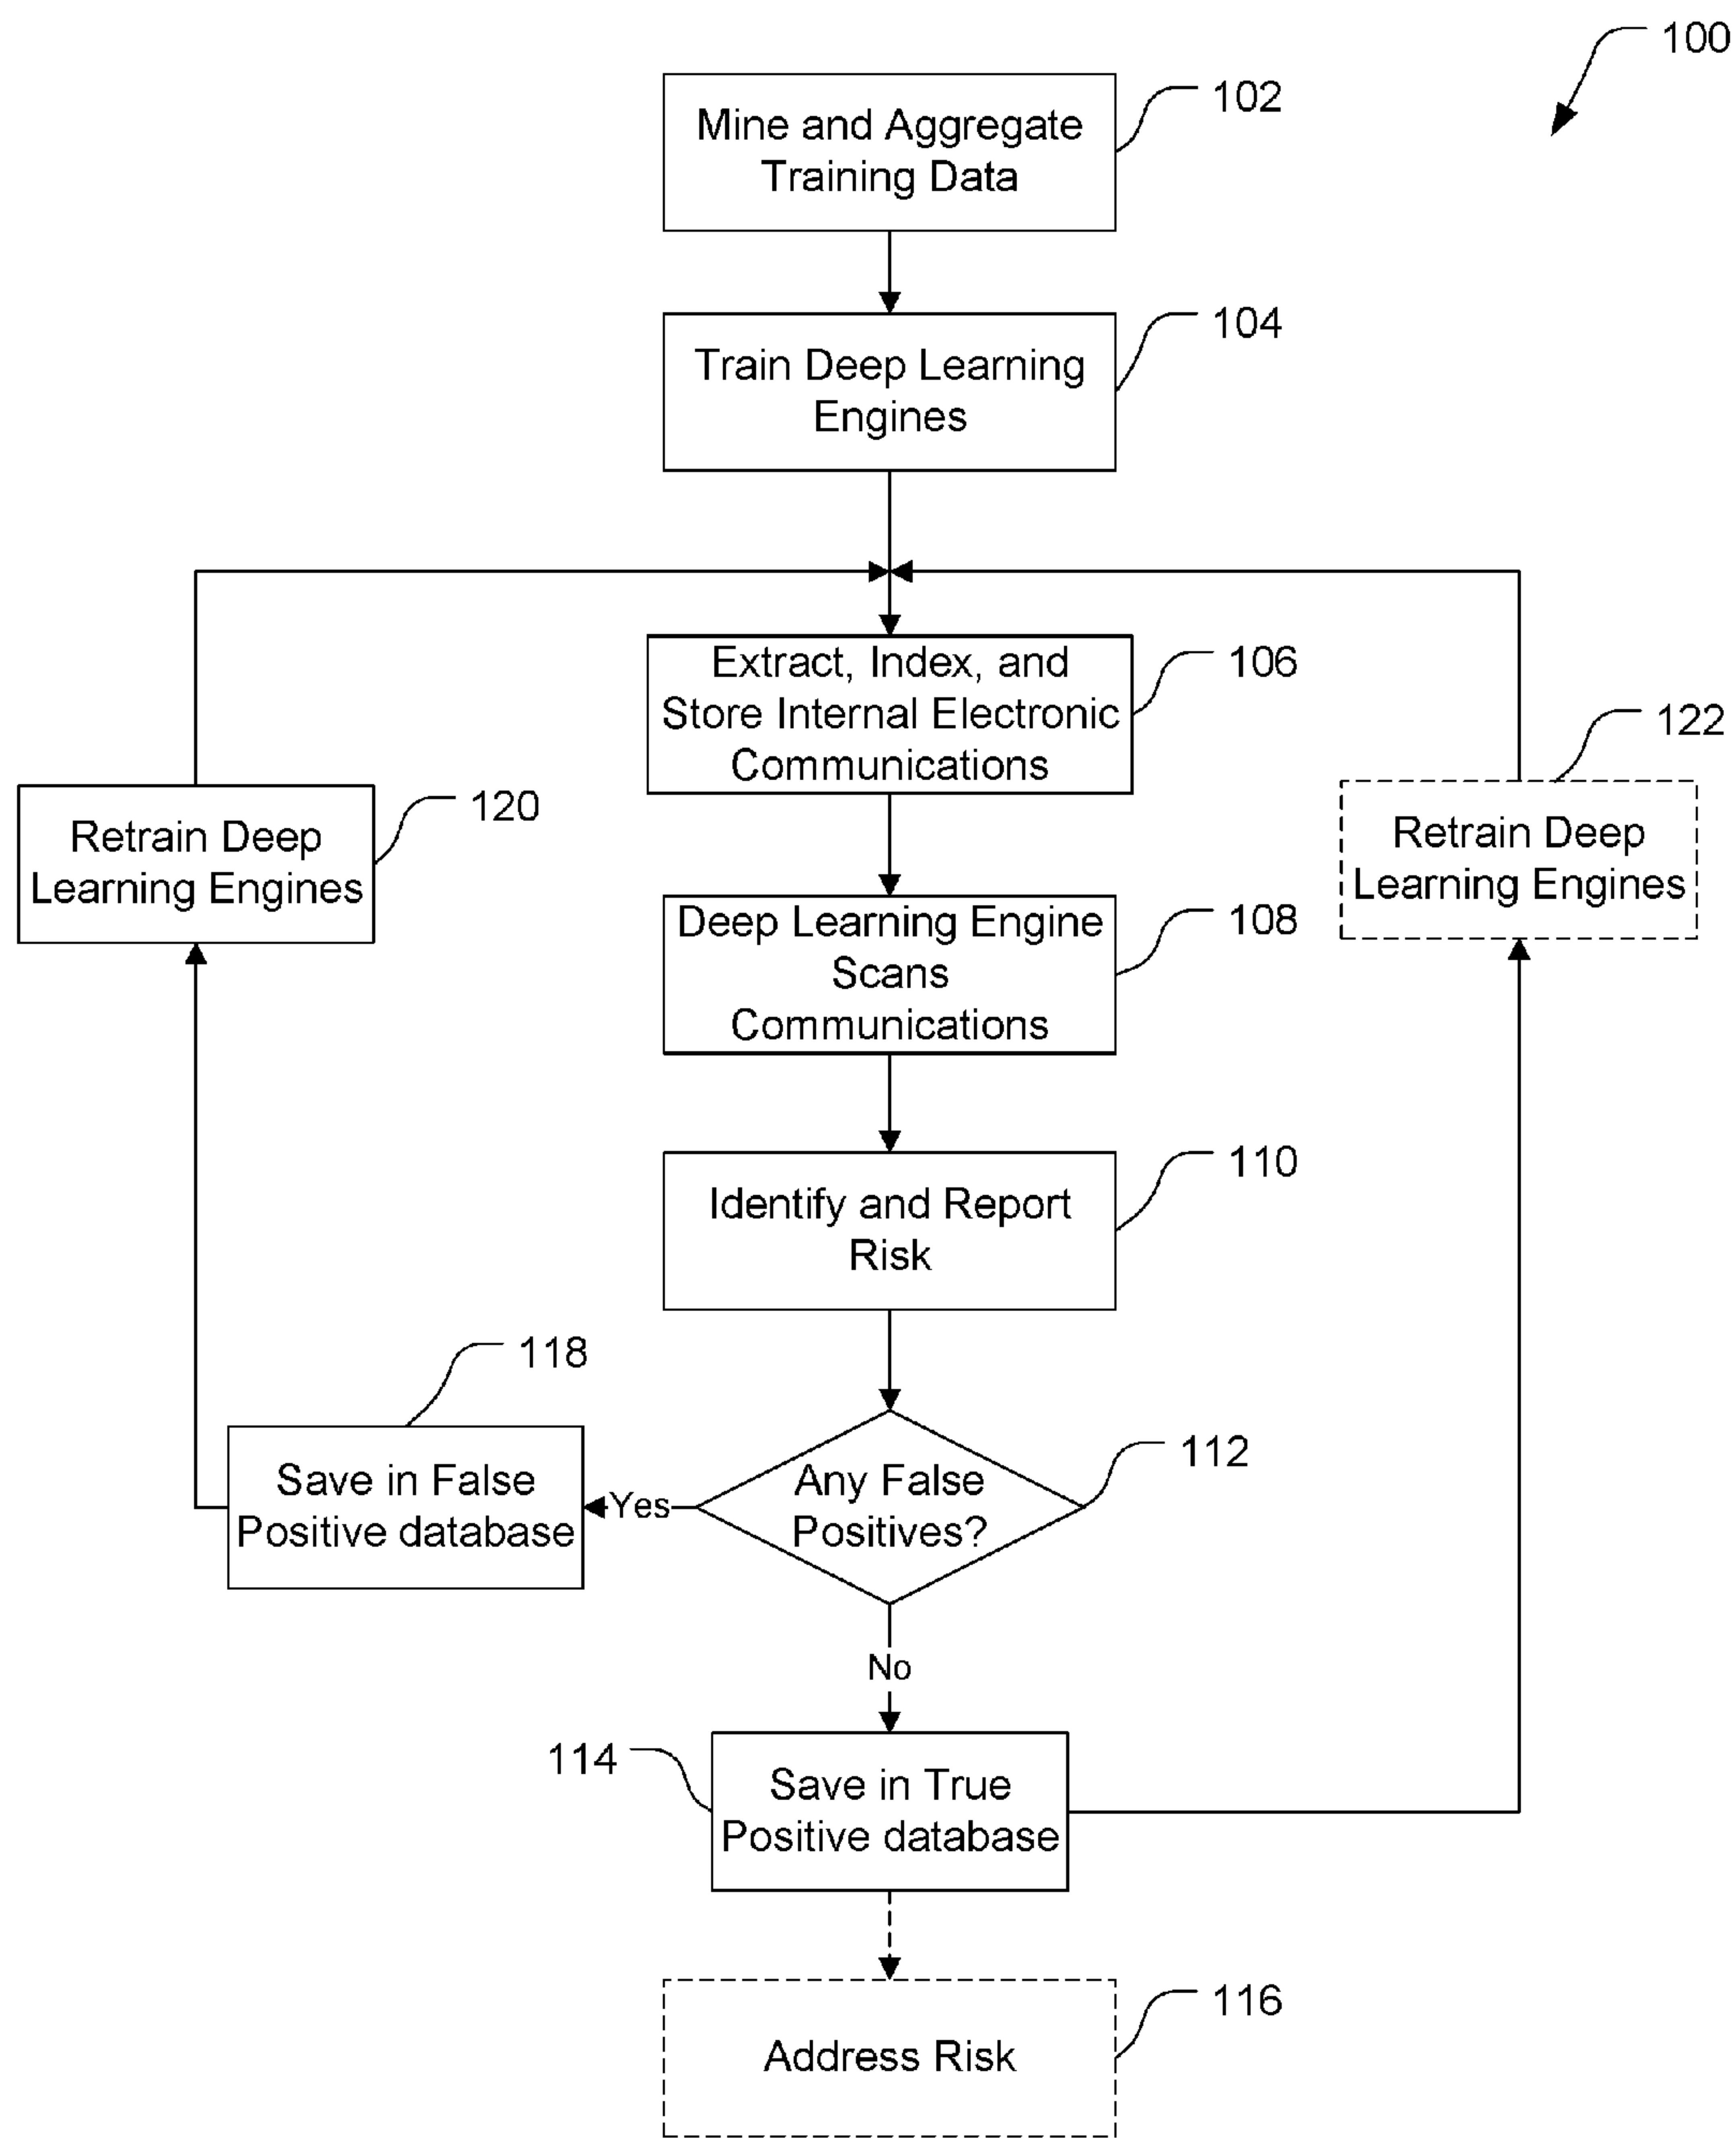 100
Mine and Aggregate
Training Data
102
Train Deep Learning
Engines
104
Extract, Index, and
Store Internal Electronic
Communications
106
Retrain Deep
Learning Engines
120
Retrain Deep
Learning Engines
122
Deep Learning Engine
Scans
Communications
108
Identify and Report
Risk
110
118
Save in False
Positive database
Yes
Any False
Positives?
112
No
114
Save in True
Positive database
Address Risk
116